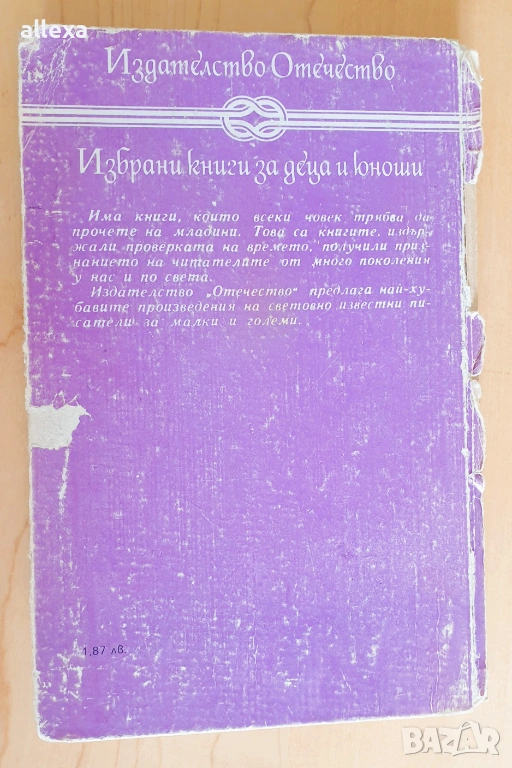 allexa
Издателство Отечество
Избрани книги за деца и юноши
Има книги, които всеки човек трябва да
прочете на младини. Това са книгите, издър-
жали проверката на времето, получили приз-
нанието на читателите от много поколения
у нас и по света.
Издателство „Отечество" предлага най-ху-
бавите произведения на световно известни пи-
сатели за малки и големи.
1,87 лв.
BAZAR